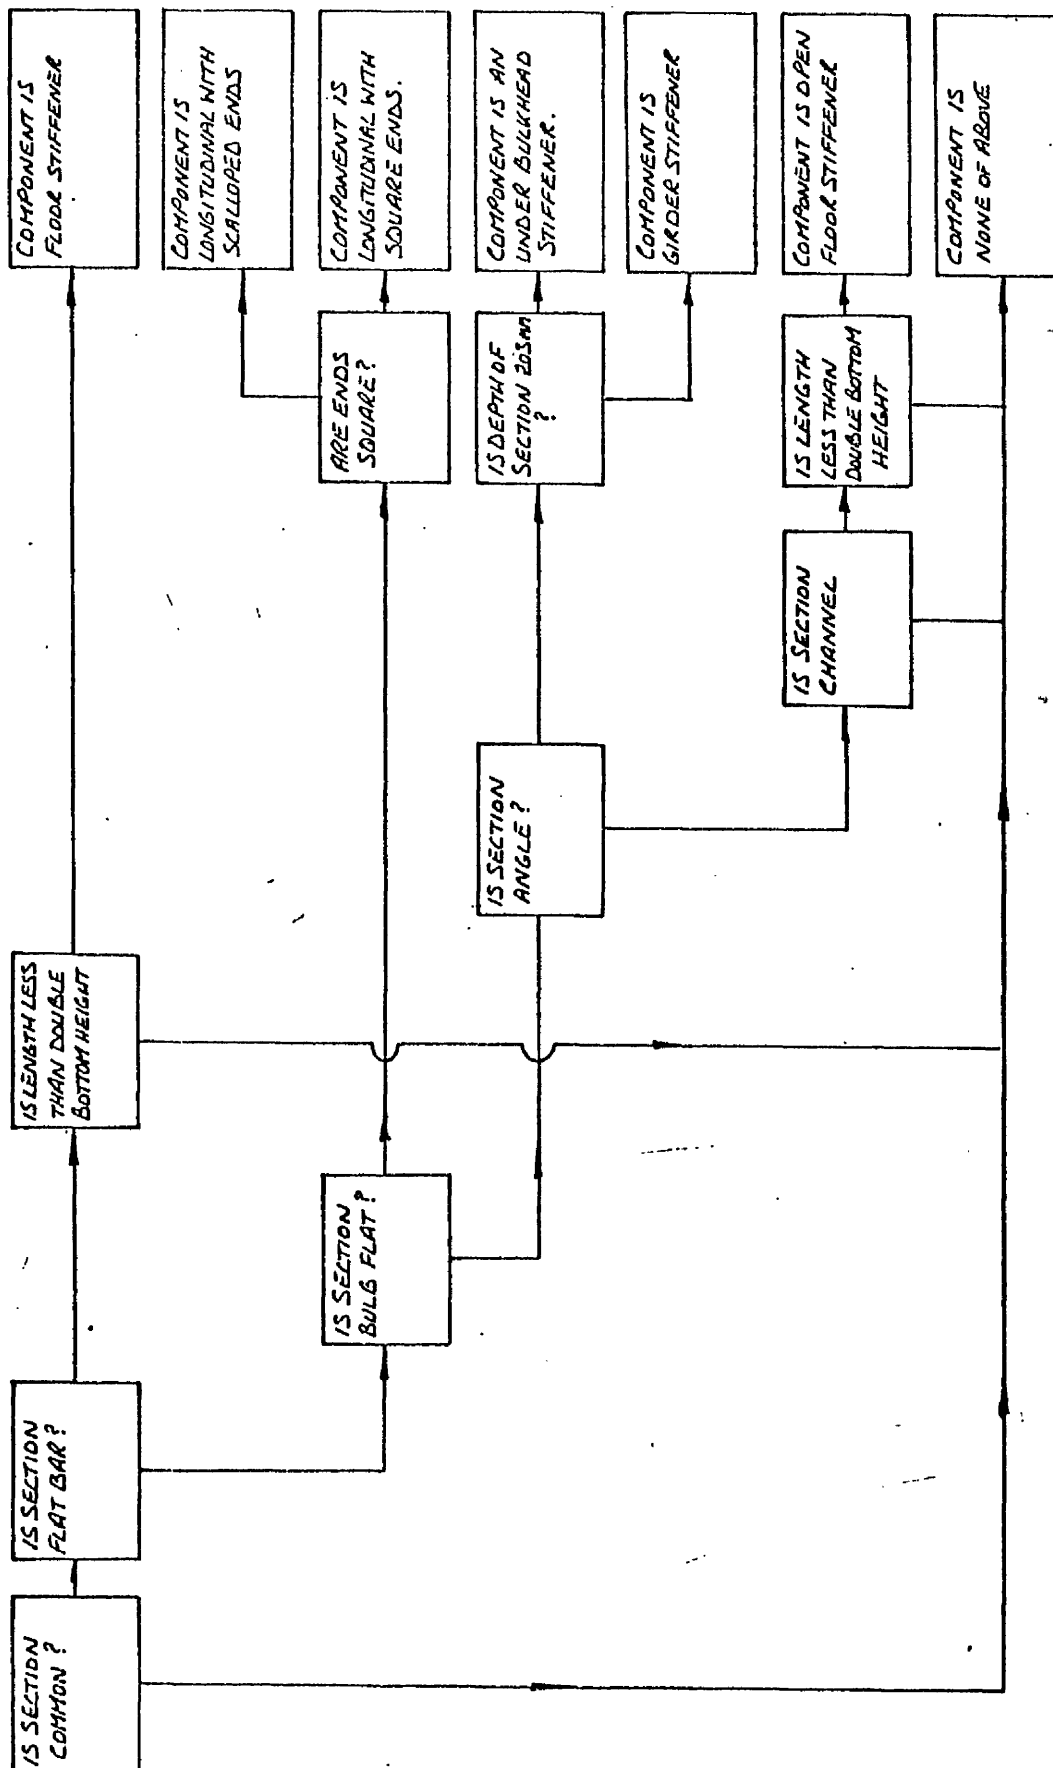 IS SECTION
COMMON?
IS SECTION
FLAT BAR?
IS LENGTH LESS
THAN DOUBLE
BOTTOM HEIGHT
COMPONENT IS
FLOOR STIFFENER
COMPONENT IS
LONGITUDINAL WITH
SCALLOPED ENDS
IS SECTION
BULB FLAT?
ARE ENDS
SQUARE?
COMPONENT IS
LONGITUDINAL WITH
SQUARE ENDS.
IS SECTION
ANGLE?
IS DEPTH OF
SECTION 203mm
?
COMPONENT IS AN
UNDER BULKHEAD
STIFFENER.
COMPONENT IS
GIRDER STIFFENER
IS SECTION
CHANNEL
IS LENGTH
LESS THAN
DOUBLE BOTTOM
HEIGHT
COMPONENT IS OPEN
FLOOR STIFFENER
COMPONENT IS
NONE OF ABOVE